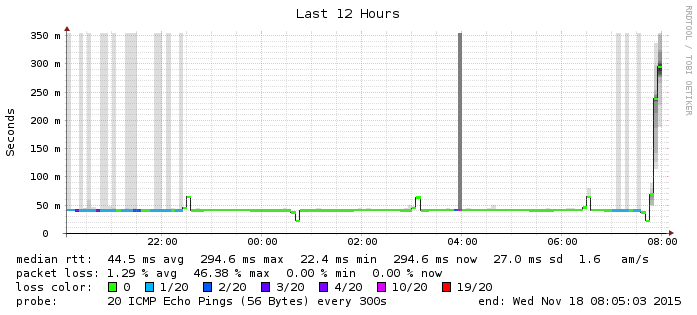 Last 12 Hours
RRDTOOL / TOBI OETIKER
Seconds
350 m
300 m
250 m
200 m
150 m
100 m
50 m
0
22:00 00:00 02:00 04:00 06:00 08:00
median rtt: 44.5 ms avg 294.6 ms max 22.4 ms min 294.6 ms now 27.0 ms sd 1.6 am/s
packet loss: 1.29 % avg 46.38 % max 0.00 % min 0.00 % now
loss color: 0 1/20 2/20 3/20 4/20 10/20 19/20
probe: 20 ICMP Echo Pings (56 Bytes) every 300s end: Wed Nov 18 08:05:03 2015